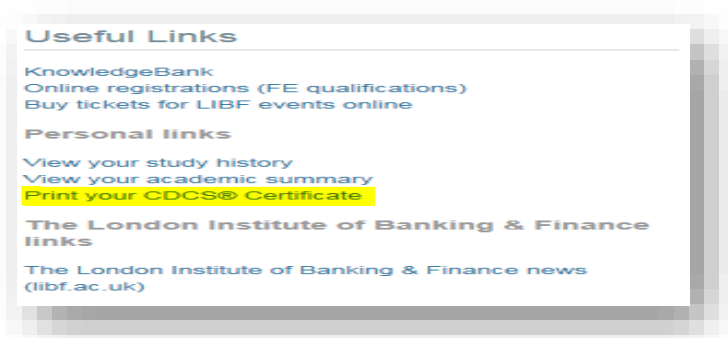 Useful Links
KnowledgeBank
Online registrations (FE qualifications)
Buy tickets for LIBF events online
Personal links
View your study history
View your academic summary
Print your CDCS® Certificate
The London Institute of Banking & Finance
links
The London Institute of Banking & Finance news
(libf.ac.uk)